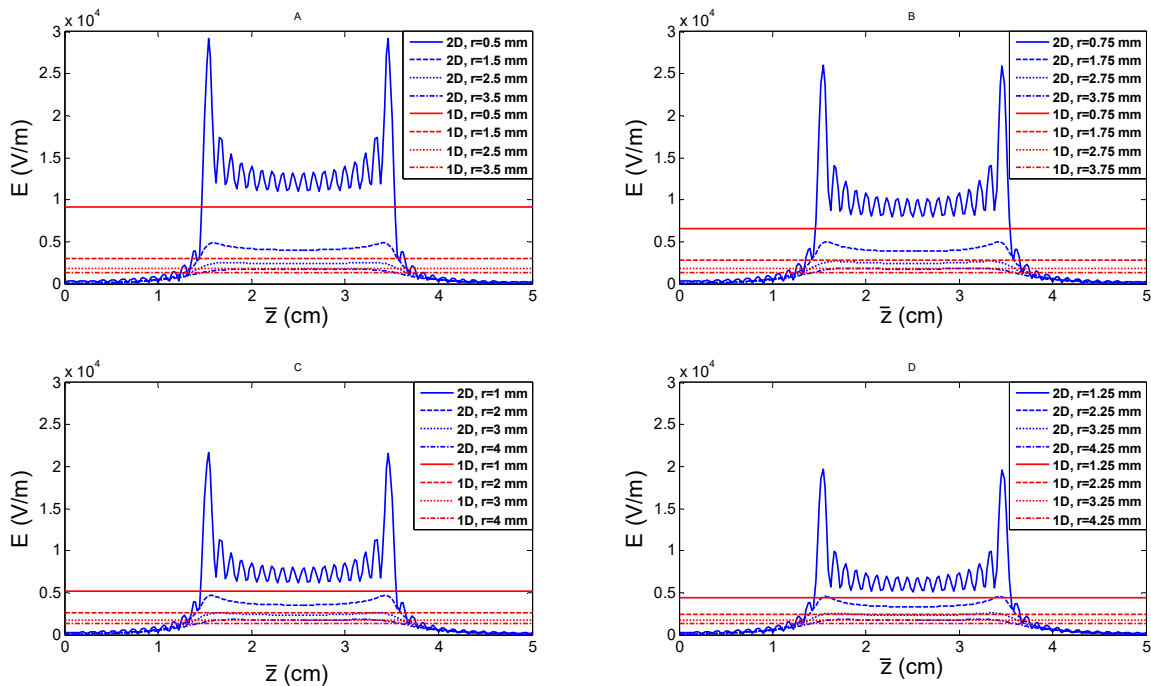 A
x 10^4
3
2.5
2
1.5
1
0.5
0
E (V/m)
0 1 2 3 4 5
z̅ (cm)
2D, r=0.5 mm
2D, r=1.5 mm
2D, r=2.5 mm
2D, r=3.5 mm
1D, r=0.5 mm
1D, r=1.5 mm
1D, r=2.5 mm
1D, r=3.5 mm
B
x 10^4
3
2.5
2
1.5
1
0.5
0
E (V/m)
0 1 2 3 4 5
z̅ (cm)
2D, r=0.75 mm
2D, r=1.75 mm
2D, r=2.75 mm
2D, r=3.75 mm
1D, r=0.75 mm
1D, r=1.75 mm
1D, r=2.75 mm
1D, r=3.75 mm
C
x 10^4
3
2.5
2
1.5
1
0.5
0
E (V/m)
0 1 2 3 4 5
z̅ (cm)
2D, r=1 mm
2D, r=2 mm
2D, r=3 mm
2D, r=4 mm
1D, r=1 mm
1D, r=2 mm
1D, r=3 mm
1D, r=4 mm
D
x 10^4
3
2.5
2
1.5
1
0.5
0
E (V/m)
0 1 2 3 4 5
z̅ (cm)
2D, r=1.25 mm
2D, r=2.25 mm
2D, r=3.25 mm
2D, r=4.25 mm
1D, r=1.25 mm
1D, r=2.25 mm
1D, r=3.25 mm
1D, r=4.25 mm